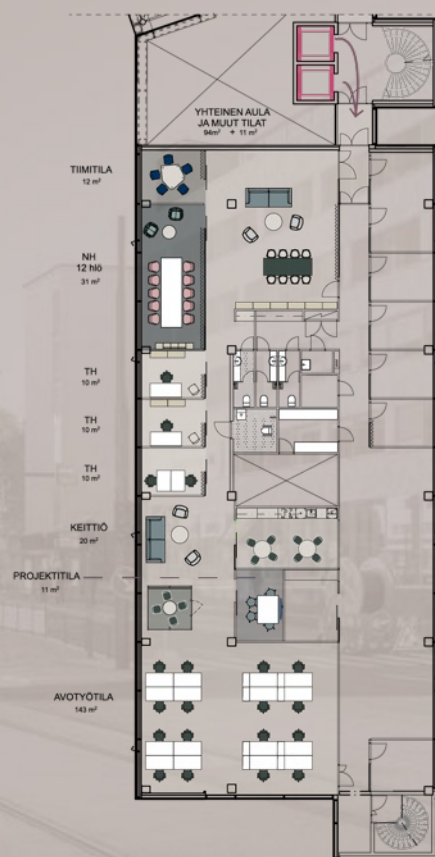 YHTEINEN AULA
JA MUUT TILAT
94m² + 11 m²
TIIMITILA
12 m²
NH
12 hlö
31 m²
TH
10 m²
TH
10 m²
TH
10 m²
KEITTIÖ
20 m²
PROJEKTITILA
11 m²
AVOTYÖTILA
143 m²